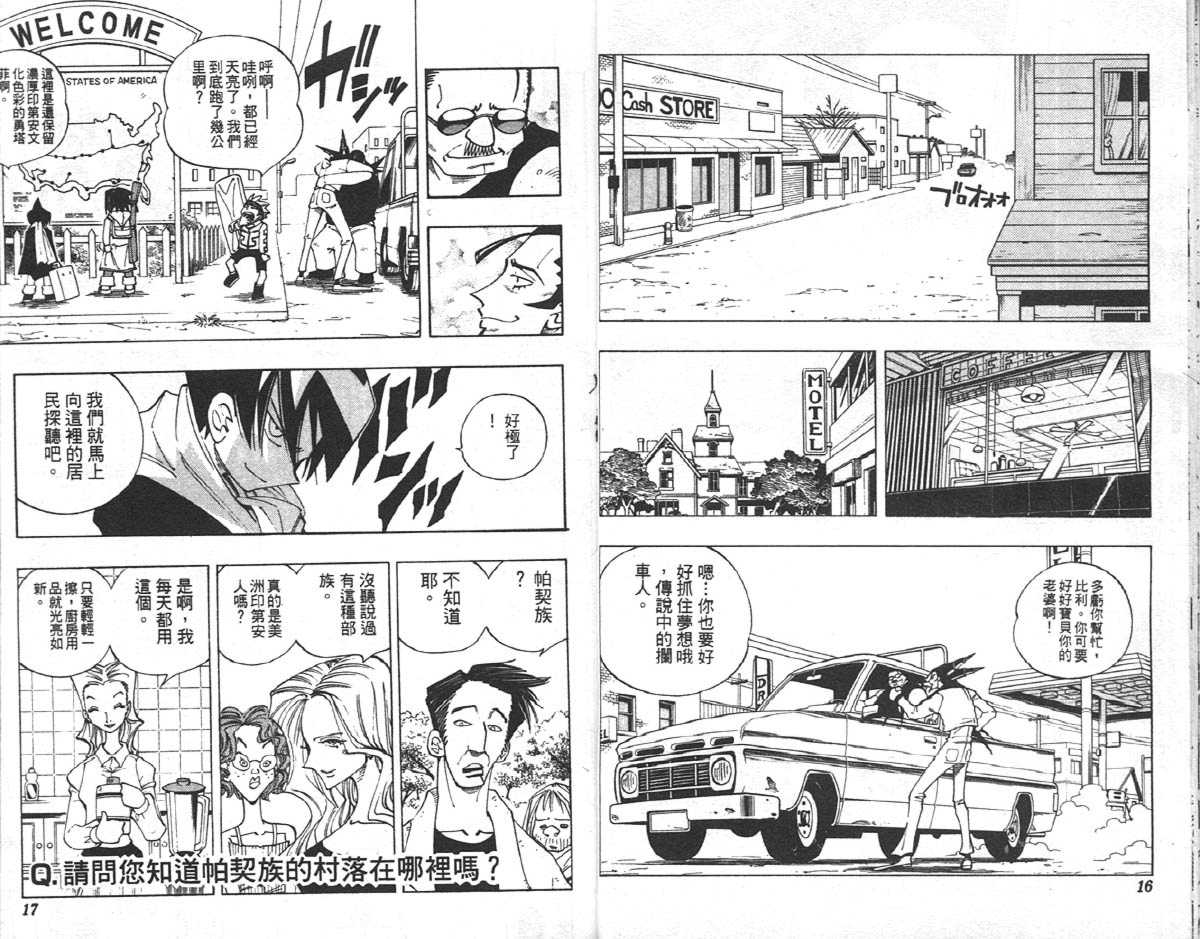 Cash STORE
ブロオオオ
COFFEE
MOTEL
多虧你幫忙，
比利。你可要
好好寶貝你的
老婆啊！
嗯…你也要好
好抓住夢想哦
，傳說中的攔
車人。
DR
16
WELCOME
STATES OF AMERICA
呼啊——
哇咧，都已經
天亮了。我們
到底跑了幾公
里啊？
這裡是還保留
濃厚印第安文
化色彩的勇塔
菲啊。
好極了
！
我們就馬上
向這裡的居
民探聽吧。
帕契族
？
不知道
耶。
沒聽說過
有這種部
族。
真的是美
洲印第安
人嗎？
是啊，我
每天都用
這個。
只要輕輕一
擦，廚房用
品就光亮如
新。
Q.請問您知道帕契族的村落在哪裡嗎？
17